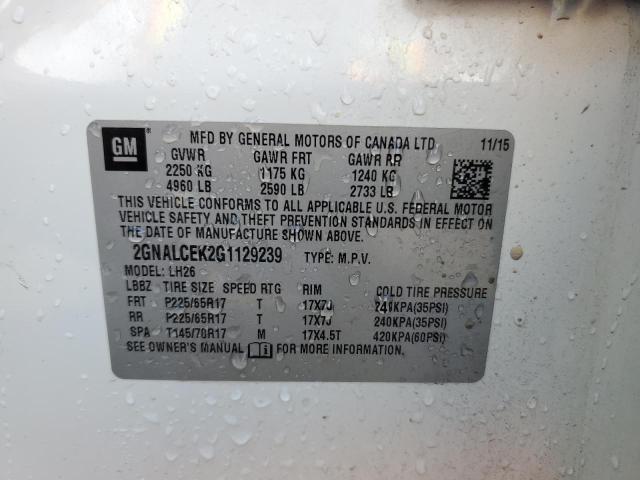 GM
MFD BY GENERAL MOTORS OF CANADA LTD 11/15
GVWR GAWR FRT GAWR RR
2250 KG 1175 KG 1240 KG
4960 LB 2590 LB 2733 LB
THIS VEHICLE CONFORMS TO ALL APPLICABLE U.S. FEDERAL MOTOR
VEHICLE SAFETY AND THEFT PREVENTION STANDARDS IN EFFECT ON
THE DATE OF MANUFACTURE SHOWN ABOVE.
2GNALCEK2G1129239 TYPE: M.P.V.
MODEL: LH26
LBBZ TIRE SIZE SPEED RTG RIM COLD TIRE PRESSURE
FRT P225/65R17 T 17X7J 240KPA(35PSI)
RR P225/65R17 T 17X7J 240KPA(35PSI)
SPA T145/70R17 M 17X4.5T 420KPA(60PSI)
SEE OWNER'S MANUAL FOR MORE INFORMATION.